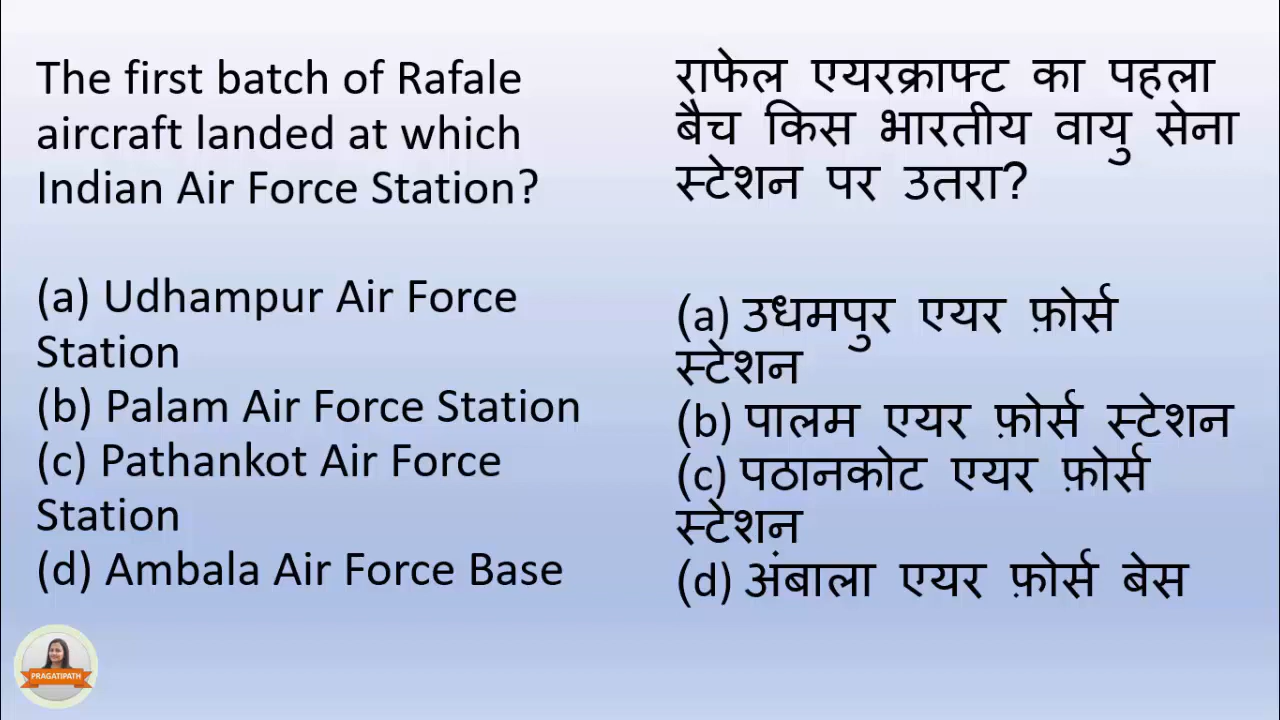 The first batch of Rafale
aircraft landed at which
Indian Air Force Station?
(a) Udhampur Air Force
Station
(b) Palam Air Force Station
(c) Pathankot Air Force
Station
(d) Ambala Air Force Base
राफेल एयरक्राफ्ट का पहला
बैच किस भारतीय वायु सेना
स्टेशन पर उतरा?
(a) उधमपुर एयर फ़ोर्स
स्टेशन
(b) पालम एयर फ़ोर्स स्टेशन
(c) पठानकोट एयर फ़ोर्स
स्टेशन
(d) अंबाला एयर फ़ोर्स बेस
PRAGATIPATH